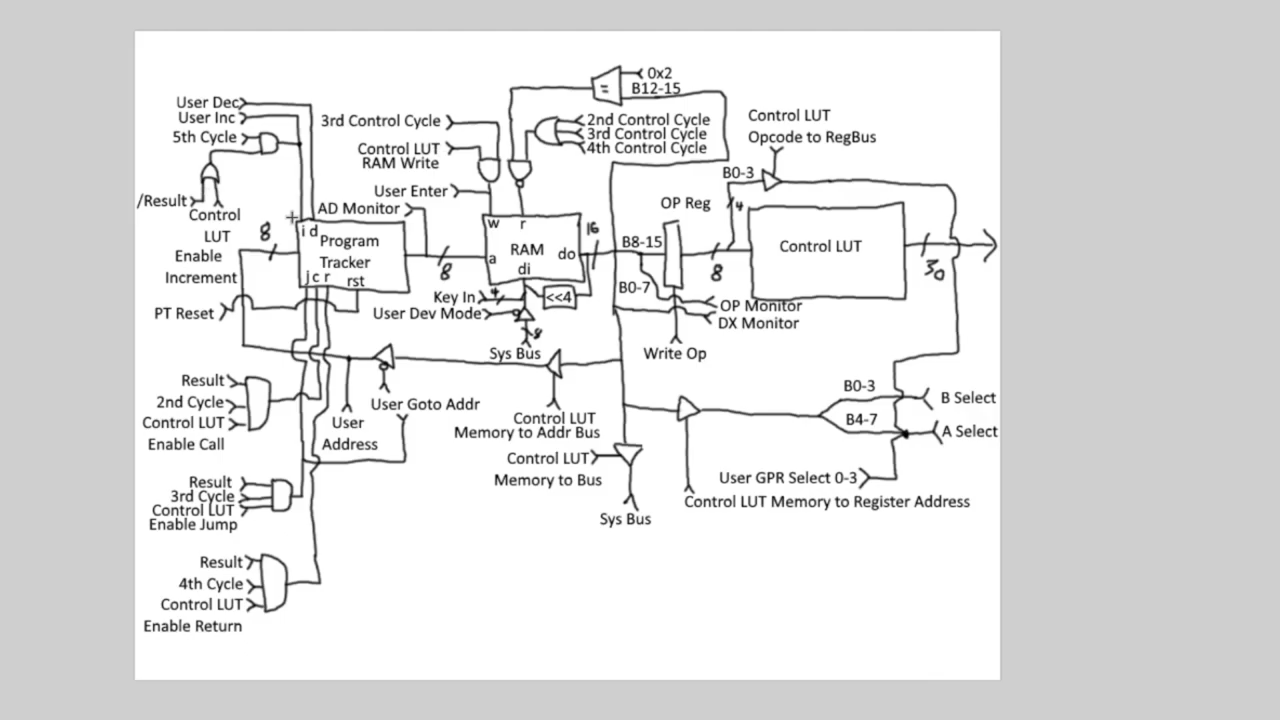 0x2
B12-15
User Dec
User Inc
5th Cycle
3rd Control Cycle
2nd Control Cycle
3rd Control Cycle
4th Control Cycle
Control LUT
Opcode to RegBus
Control LUT
RAM Write
=
B0-3
4
User Enter
/Result
Control
LUT
Enable
Increment
AD Monitor
OP Reg
8
i d
Program
Tracker
j c r
rst
8
w
r
RAM
a
do
di
16
B8-15
B0-7
8
Control LUT
30
Key In
4
<<4
OP Monitor
DX Monitor
PT Reset
User Dev Mode
8
Sys Bus
Write Op
Result
2nd Cycle
Control LUT
Enable Call
User Goto Addr
User
Address
Control LUT
Memory to Addr Bus
B0-3
B Select
B4-7
A Select
Control LUT
Memory to Bus
User GPR Select 0-3
Control LUT Memory to Register Address
Sys Bus
Result
3rd Cycle
Control LUT
Enable Jump
Result
4th Cycle
Control LUT
Enable Return